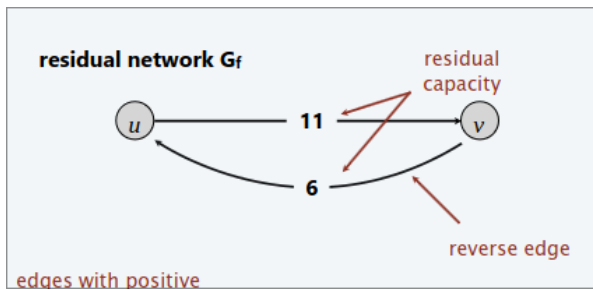 residual network Gf
residual
capacity
u
11
v
6
reverse edge
edges with positive